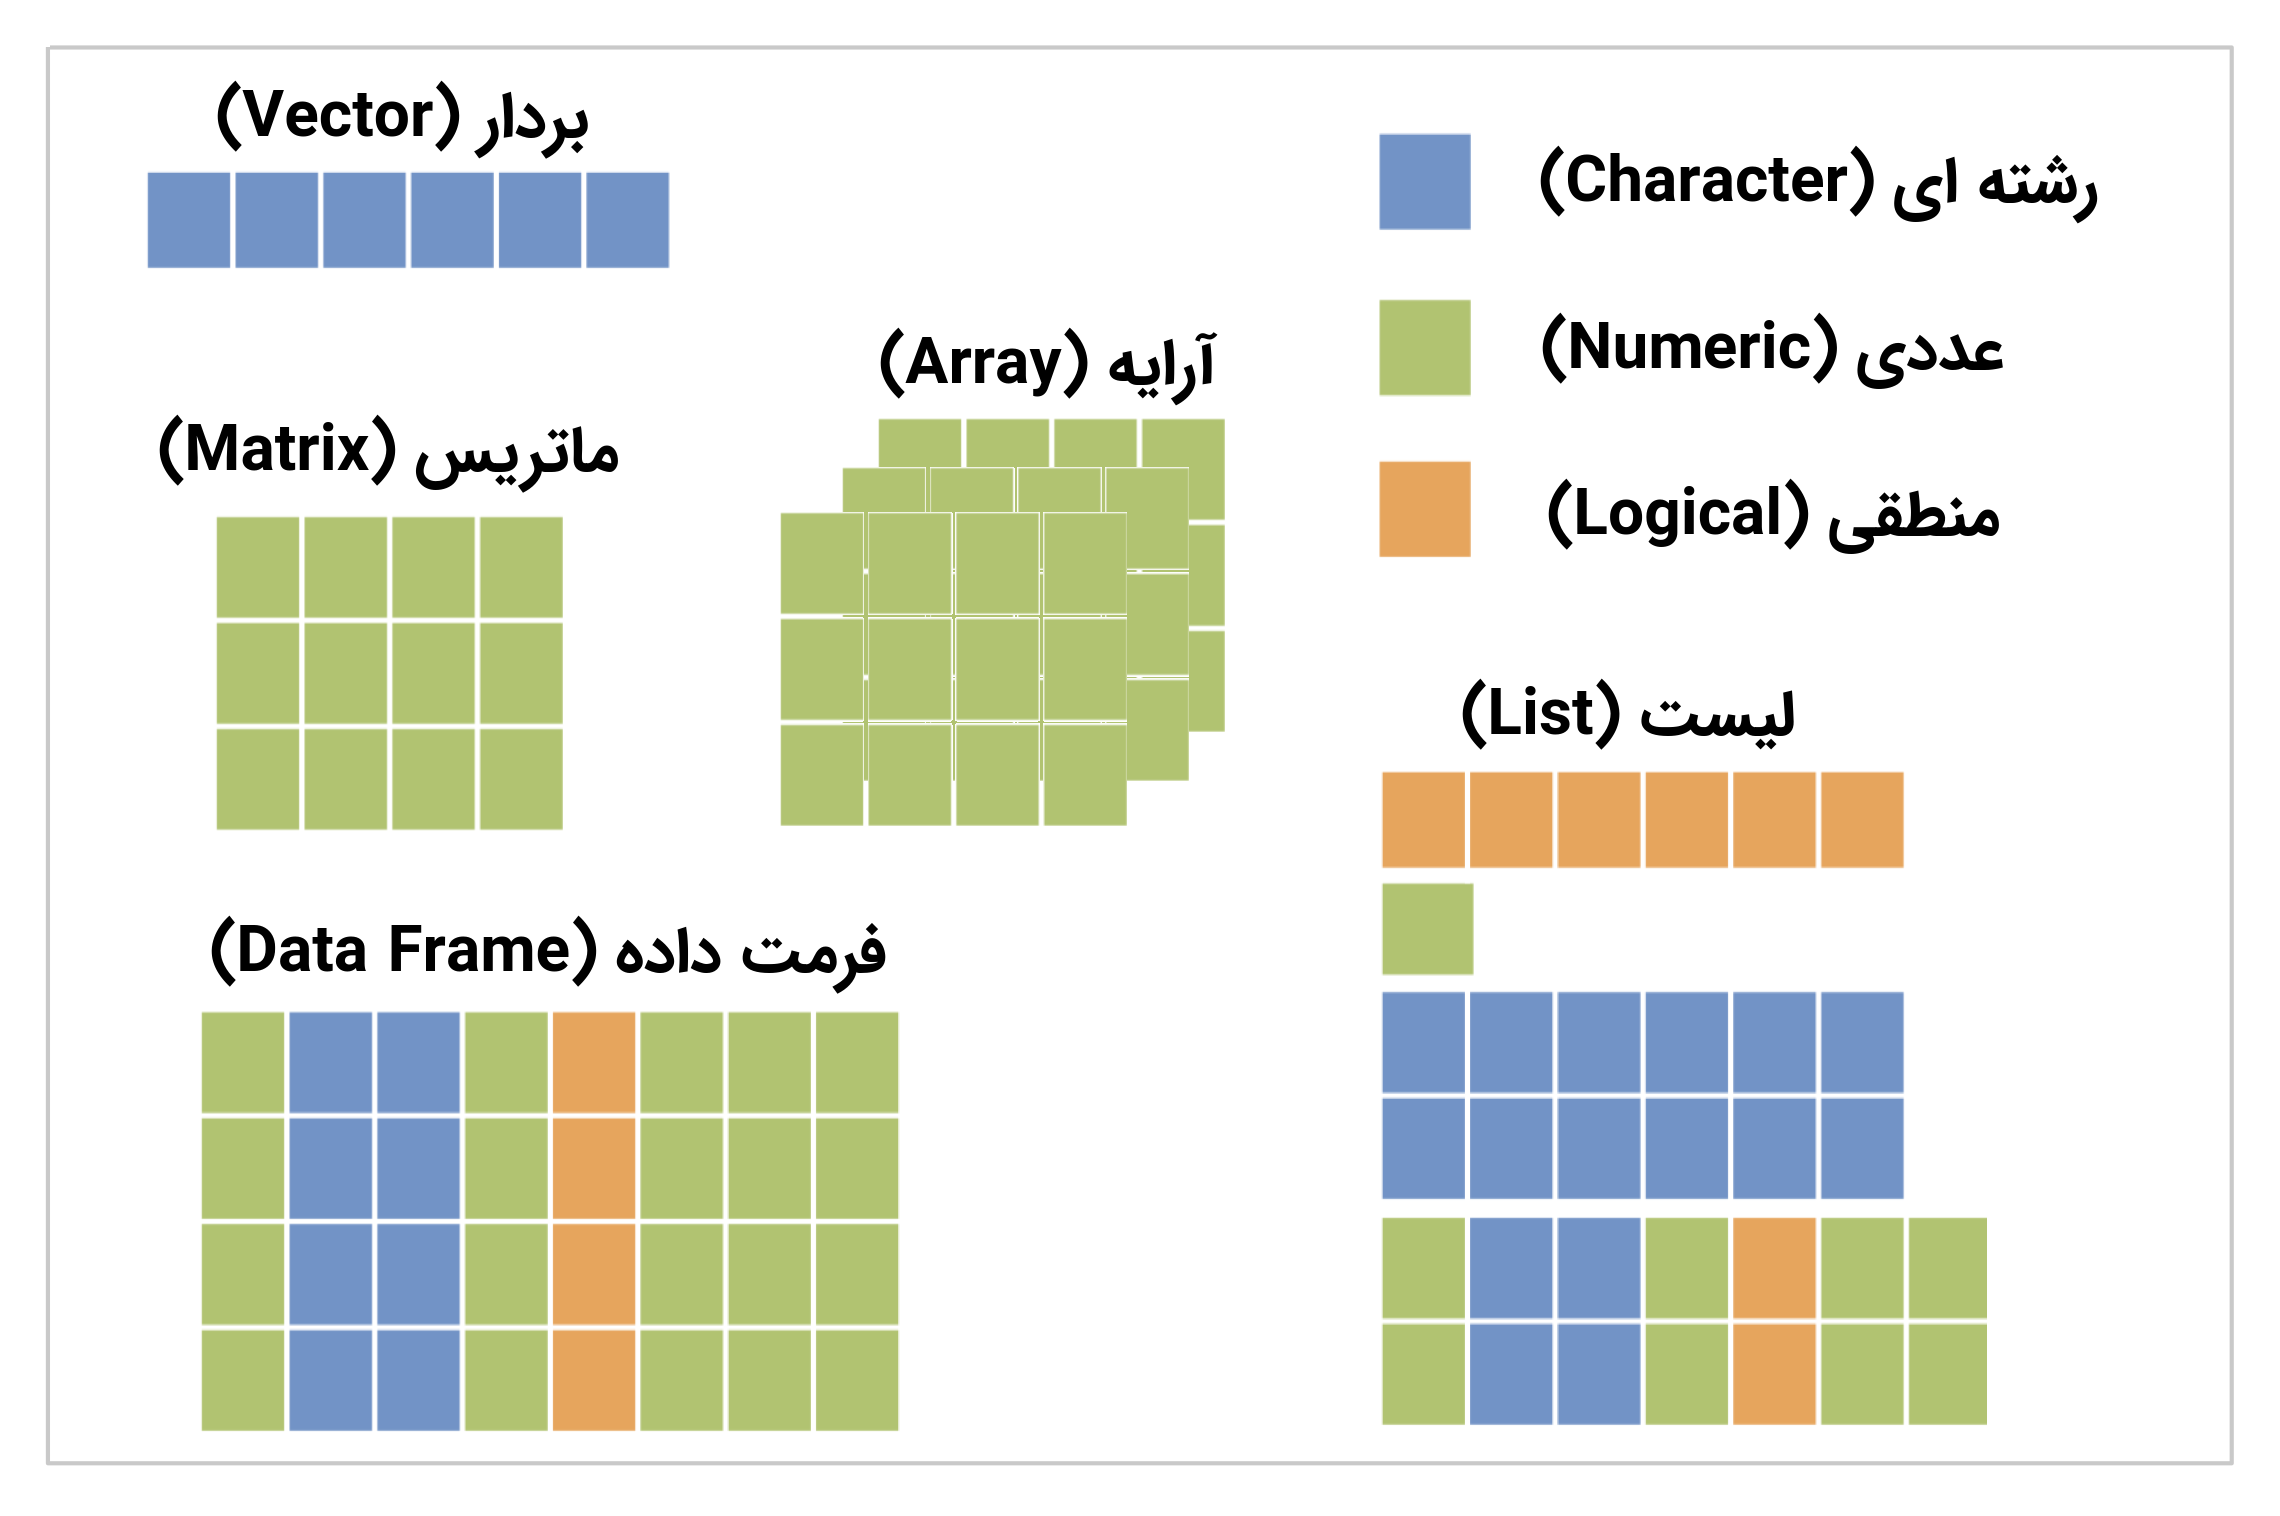 بردار (Vector)
رشته ای (Character)
عددی (Numeric)
آرایه (Array)
ماتریس (Matrix)
منطقی (Logical)
لیست (List)
فرمت داده (Data Frame)